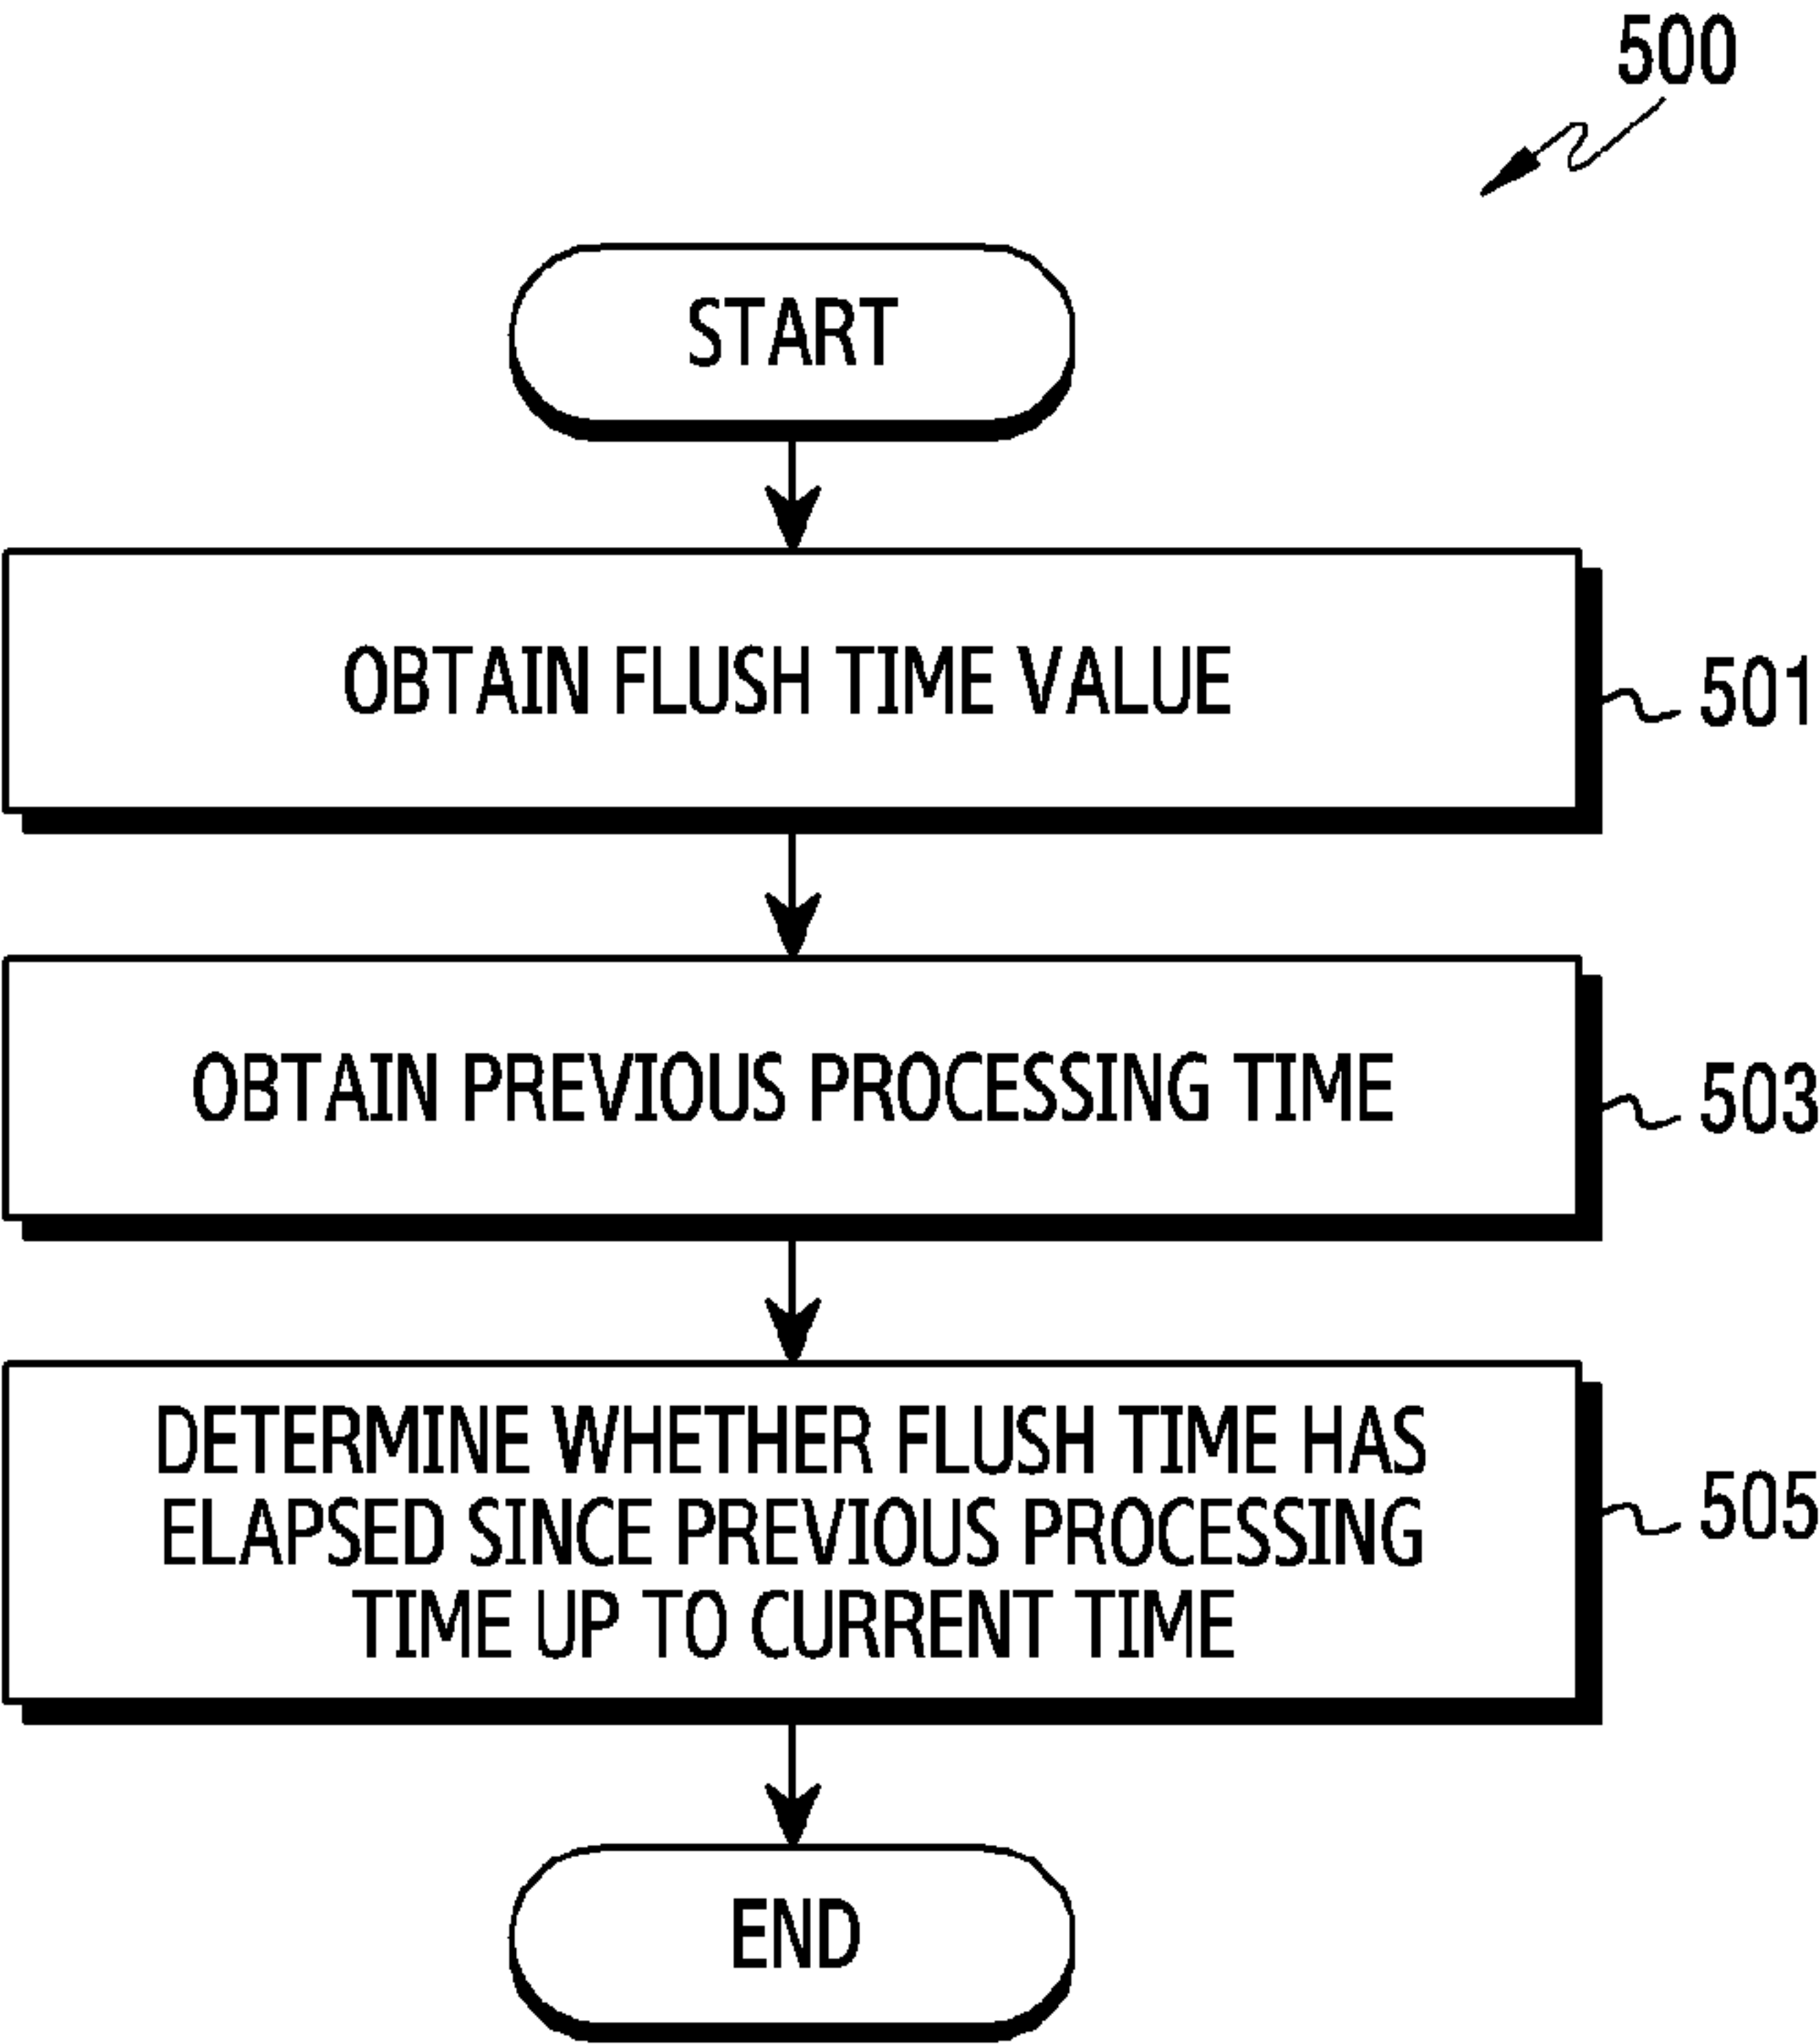 500
START
OBTAIN FLUSH TIME VALUE
501
OBTAIN PREVIOUS PROCESSING TIME
503
DETERMINE WHETHER FLUSH TIME HAS
ELAPSED SINCE PREVIOUS PROCESSING
TIME UP TO CURRENT TIME
505
END